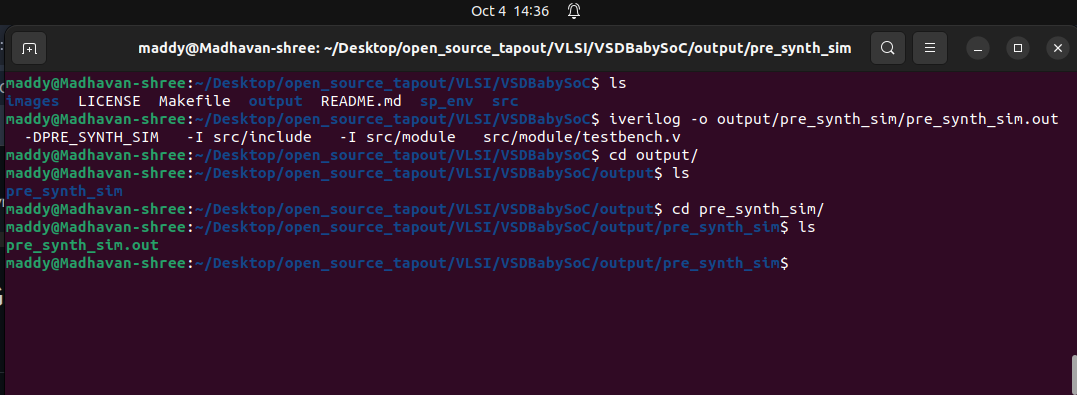 Oct 4 14:36
maddy@Madhavan-shree: ~/Desktop/open_source_tapout/VLSI/VSDBabySoC/output/pre_synth_sim
maddy@Madhavan-shree:~/Desktop/open_source_tapout/VLSI/VSDBabySoC$ ls
images  LICENSE  Makefile  output  README.md  sp_env  src
maddy@Madhavan-shree:~/Desktop/open_source_tapout/VLSI/VSDBabySoC$ iverilog -o output/pre_synth_sim/pre_synth_sim.out
  -DPRE_SYNTH_SIM   -I src/include   -I src/module   src/module/testbench.v
maddy@Madhavan-shree:~/Desktop/open_source_tapout/VLSI/VSDBabySoC$ cd output/
maddy@Madhavan-shree:~/Desktop/open_source_tapout/VLSI/VSDBabySoC/output$ ls
pre_synth_sim
maddy@Madhavan-shree:~/Desktop/open_source_tapout/VLSI/VSDBabySoC/output$ cd pre_synth_sim/
maddy@Madhavan-shree:~/Desktop/open_source_tapout/VLSI/VSDBabySoC/output/pre_synth_sim$ ls
pre_synth_sim.out
maddy@Madhavan-shree:~/Desktop/open_source_tapout/VLSI/VSDBabySoC/output/pre_synth_sim$